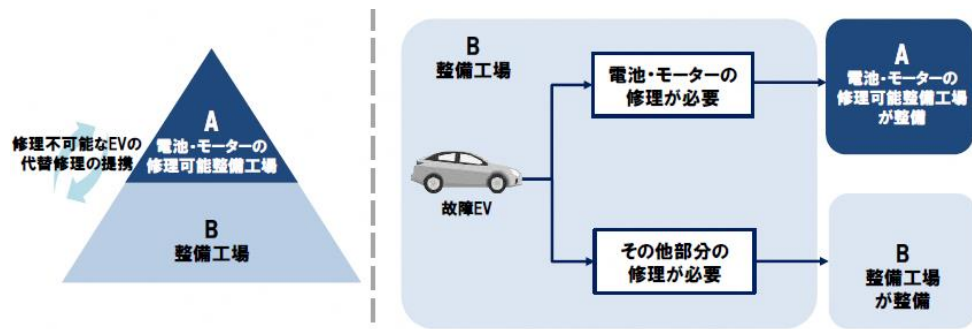 修理不可能なEVの
代替修理の提携
A
電池・モーターの
修理可能整備工場
B
整備工場
B
整備工場
故障EV
電池・モーターの
修理が必要
その他部分の
修理が必要
A
電池・モーターの
修理可能整備工場
が整備
B
整備工場
が整備